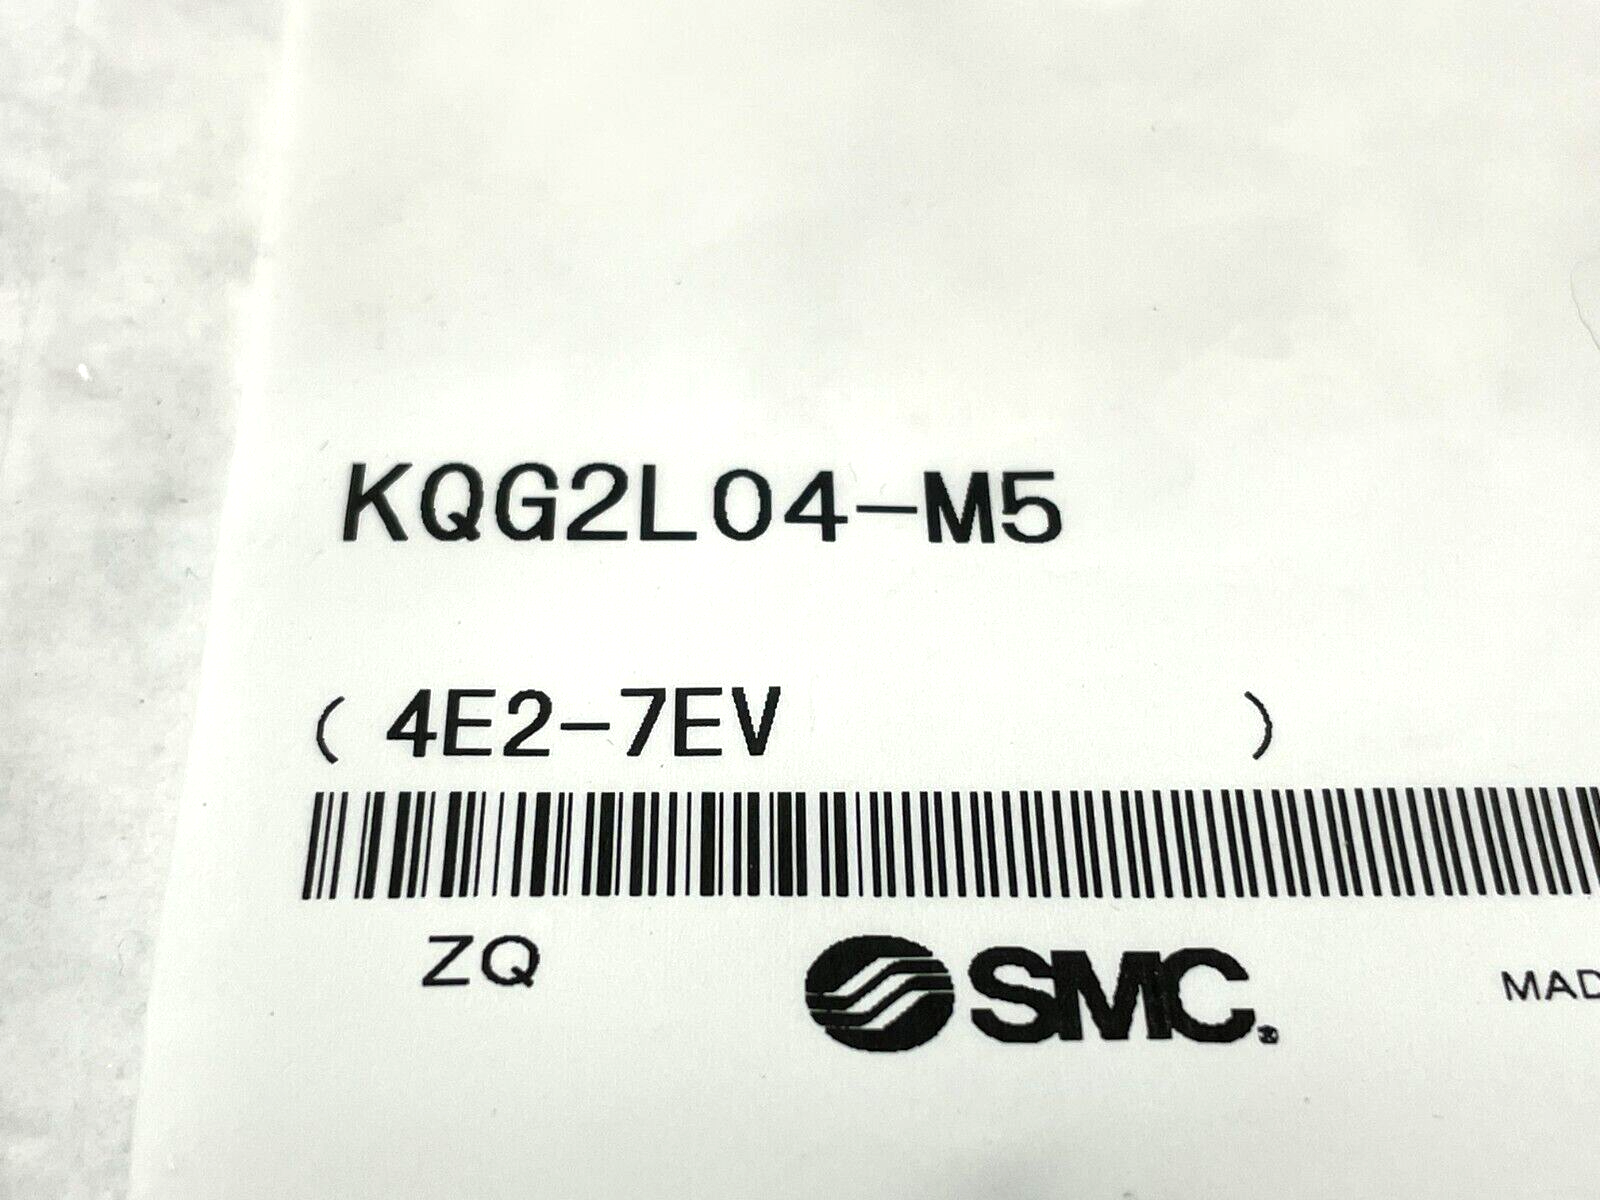 KQG2L04-M5
( 4E2-7EV )
ZQ
SMC®
MAD